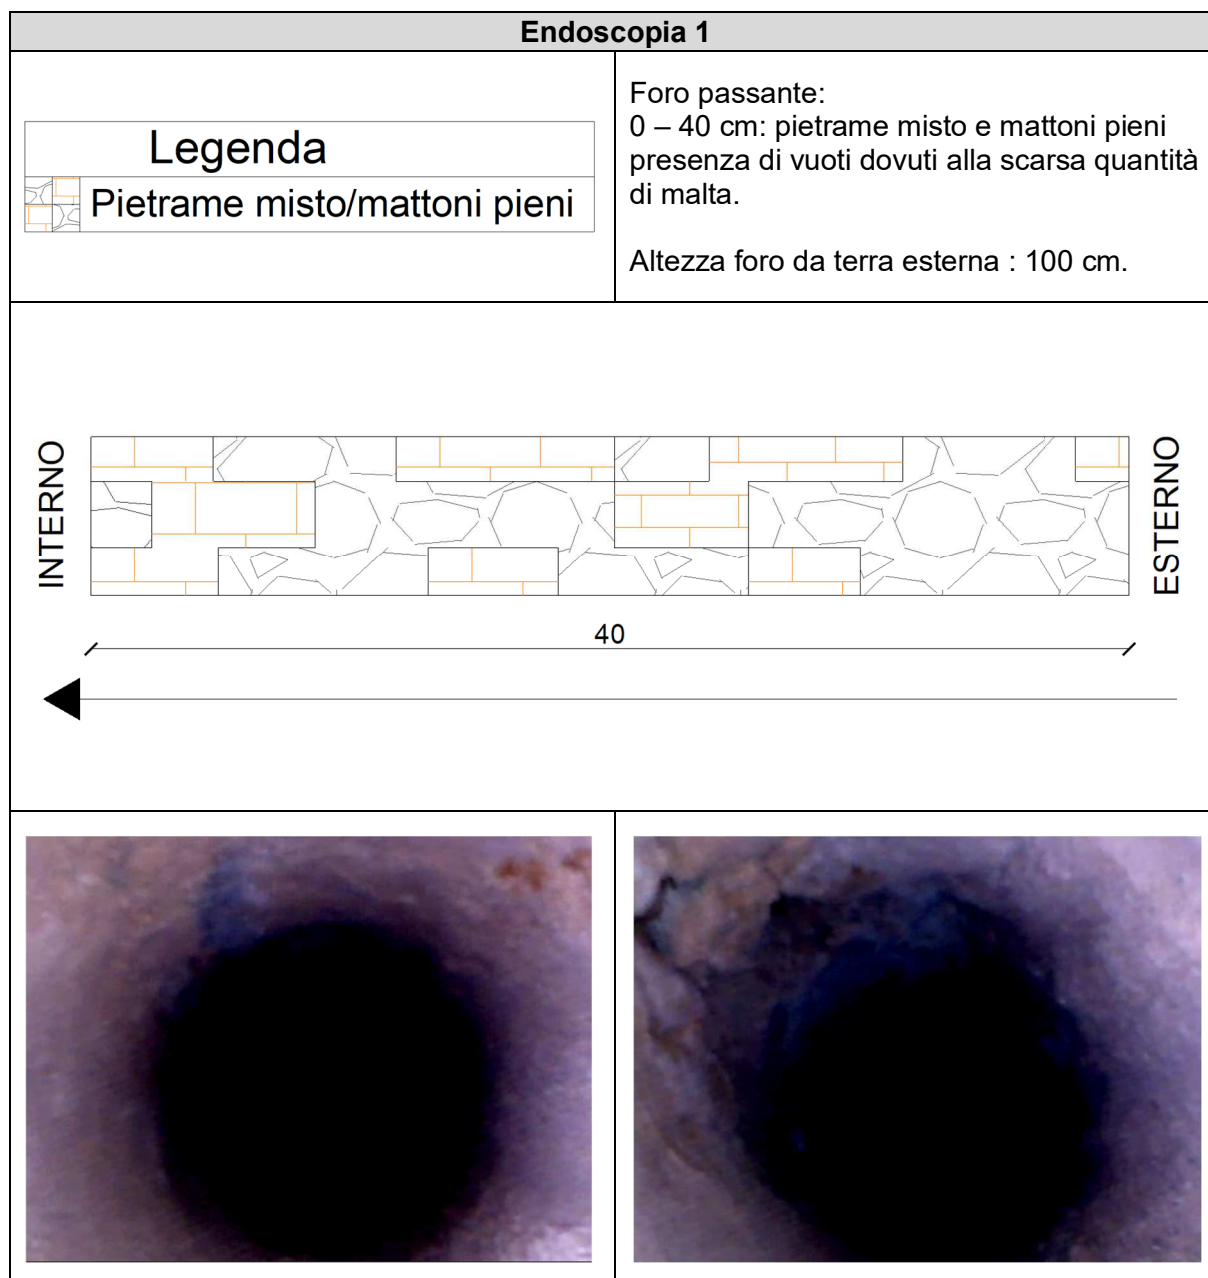 Endoscopia 1
Legenda
Pietrame misto/mattoni pieni
Foro passante:
0 – 40 cm: pietrame misto e mattoni pieni
presenza di vuoti dovuti alla scarsa quantità
di malta.
Altezza foro da terra esterna : 100 cm.
INTERNO
ESTERNO
40